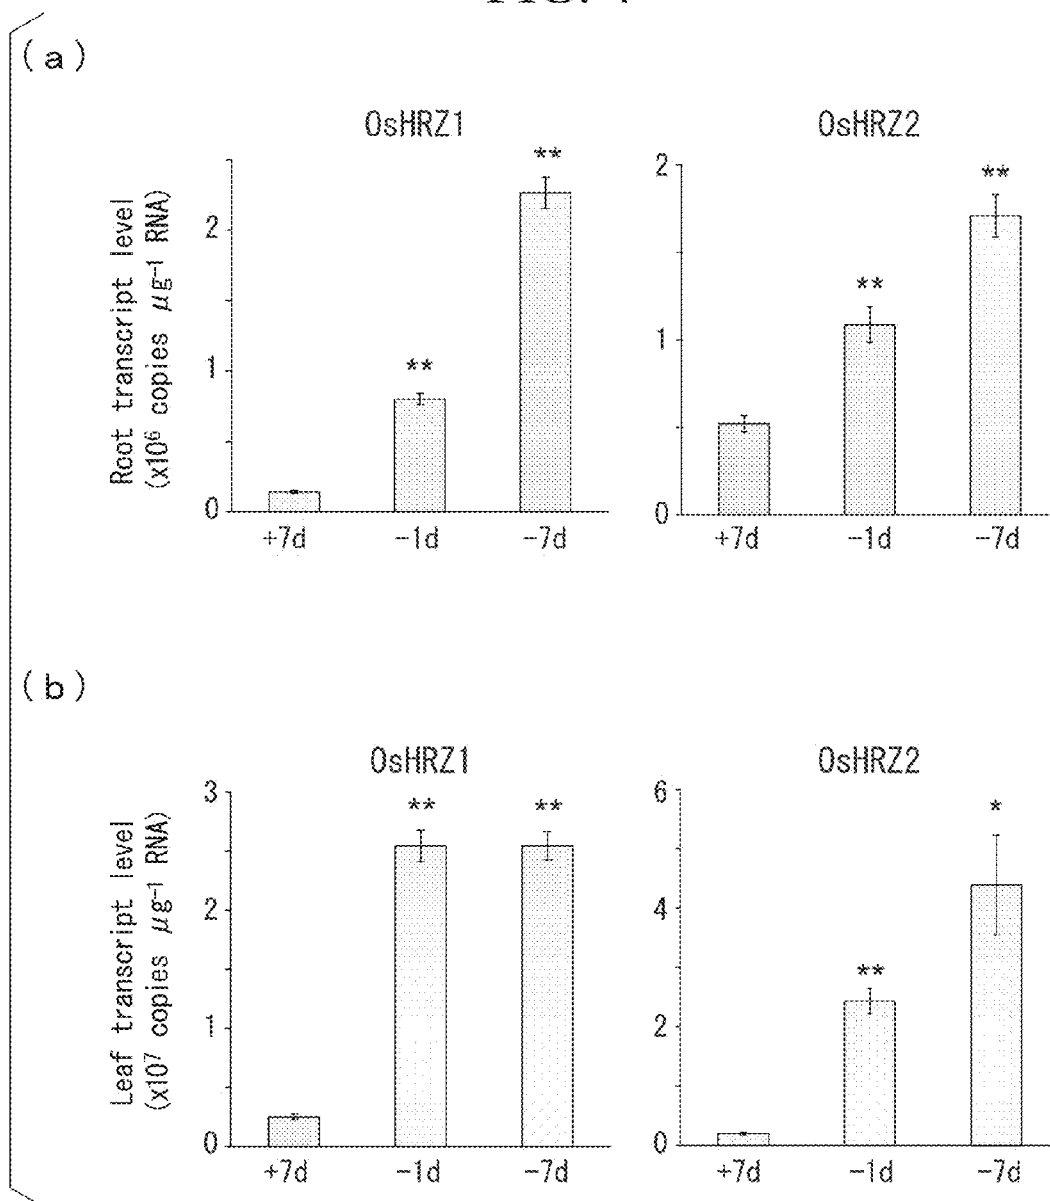 (a)
OsHRZ1
OsHRZ2
Root transcript level
(x10⁶ copies μg⁻¹ RNA)
2
1
0
**
**
+7d
-1d
-7d
2
1
0
**
**
+7d
-1d
-7d
(b)
OsHRZ1
OsHRZ2
Leaf transcript level
(x10⁷ copies μg⁻¹ RNA)
3
2
1
0
**
**
+7d
-1d
-7d
6
4
2
0
**
*
+7d
-1d
-7d